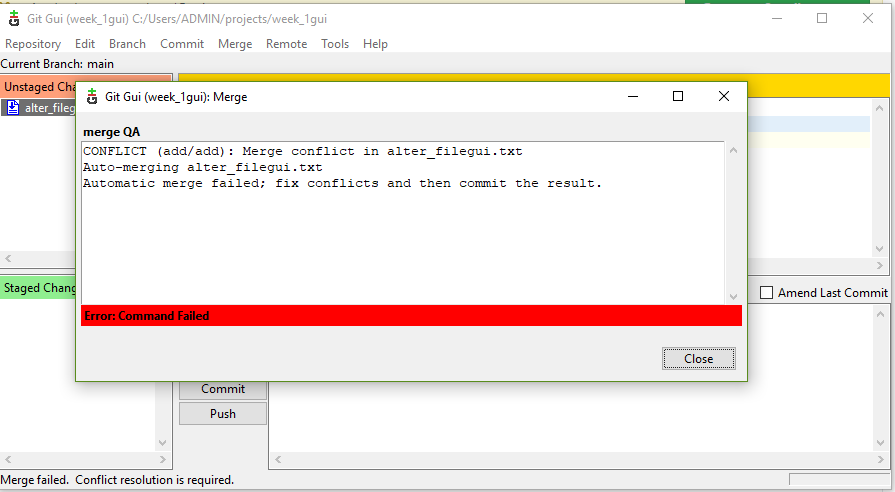 Git Gui (week_1gui) C:/Users/ADMIN/projects/week_1gui
Repository Edit Branch Commit Merge Remote Tools Help
Current Branch: main
Unstaged Cha
alter_fileg
Git Gui (week_1gui): Merge
merge QA
CONFLICT (add/add): Merge conflict in alter_filegui.txt
Auto-merging alter_filegui.txt
Automatic merge failed; fix conflicts and then commit the result.
Staged Chang
Amend Last Commit
Error: Command Failed
Close
Commit
Push
Merge failed. Conflict resolution is required.